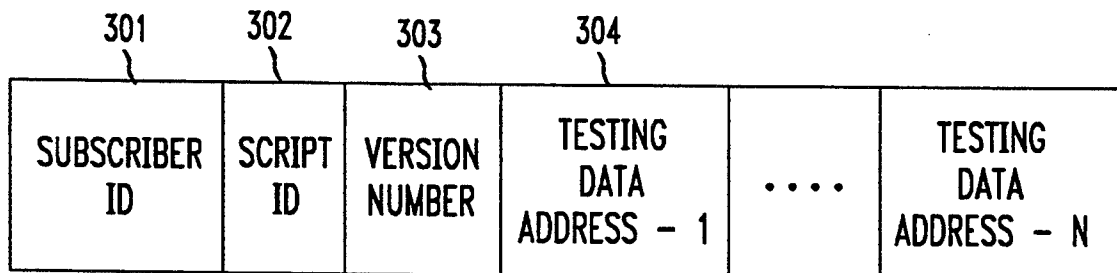 301 302 303 304
SUBSCRIBER ID
SCRIPT ID
VERSION NUMBER
TESTING DATA ADDRESS - 1
....
TESTING DATA ADDRESS - N